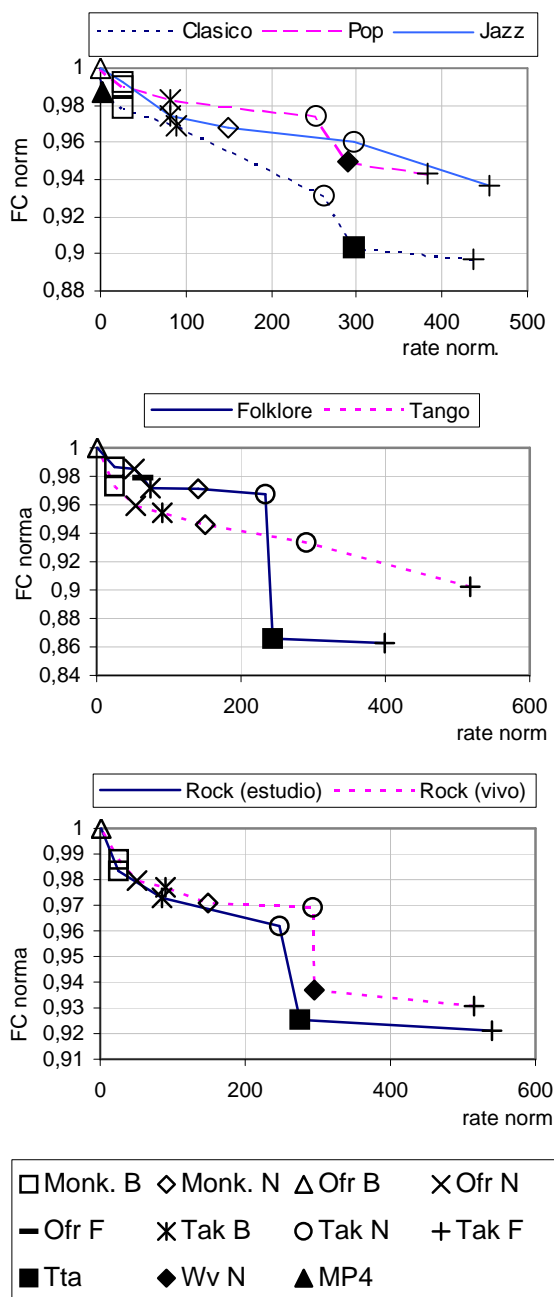 Clasico Pop Jazz
1
0,98
0,96
0,94
0,92
0,9
0,88
FC norm
0 100 200 300 400 500
rate norm.
Folklore Tango
1
0,98
0,96
0,94
0,92
0,9
0,88
0,86
0,84
FC norma
0 200 400 600
rate norm
Rock (estudio) Rock (vivo)
1
0,99
0,98
0,97
0,96
0,95
0,94
0,93
0,92
0,91
FC norma
0 200 400 600
rate norm
Monk. B Monk. N Ofr B Ofr N
Ofr F Tak B Tak N Tak F
Tta Wv N MP4